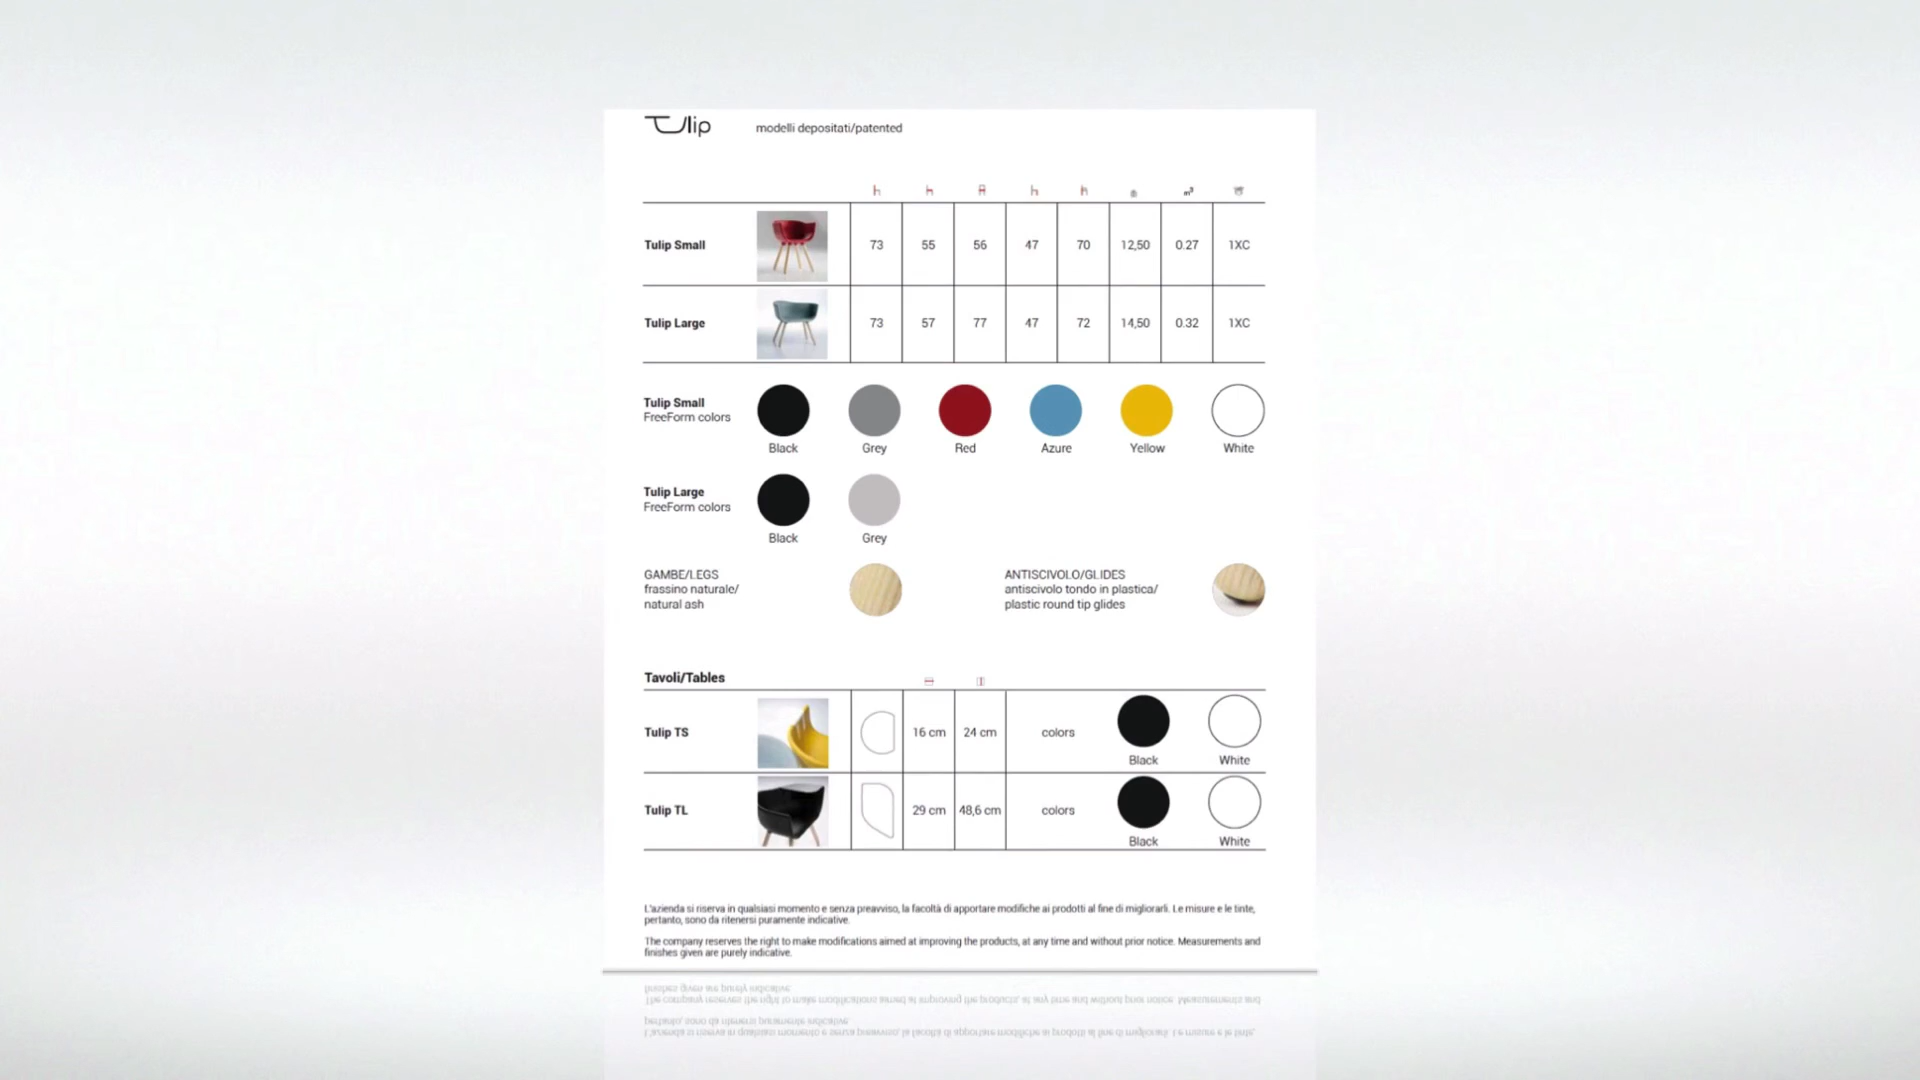 Tulip modelli depositati/patented
m³
Tulip Small 73 55 56 47 70 12,50 0.27 1XC
Tulip Large 73 57 77 47 72 14,50 0.32 1XC
Tulip Small
FreeForm colors
Black Grey Red Azure Yellow White
Tulip Large
FreeForm colors
Black Grey
GAMBE/LEGS
frassino naturale/
natural ash
ANTISCIVOLO/GLIDES
antiscivolo tondo in plastica/
plastic round tip glides
Tavoli/Tables
Tulip TS 16 cm 24 cm colors
Black White
Tulip TL 29 cm 48,6 cm colors
Black White
L'azienda si riserva in qualsiasi momento e senza preavviso, la facoltà di apportare modifiche ai prodotti al fine di migliorarli. Le misure e le tinte,
pertanto, sono da ritenersi puramente indicative.
The company reserves the right to make modifications aimed at improving the products, at any time and without prior notice. Measurements and
finishes given are purely indicative.